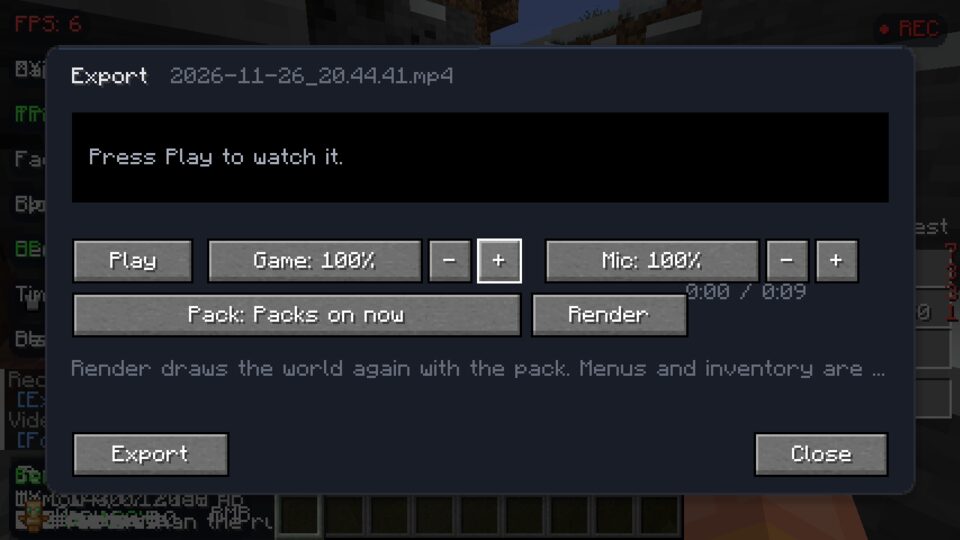 FPS: 6
● REC
Export 2026-11-26_20.44.41.mp4
Press Play to watch it.
Play Game: 100% - + Mic: 100% - +
0:00 / 0:09
Pack: Packs on now Render
Render draws the world again with the pack. Menus and inventory are ...
Export Close